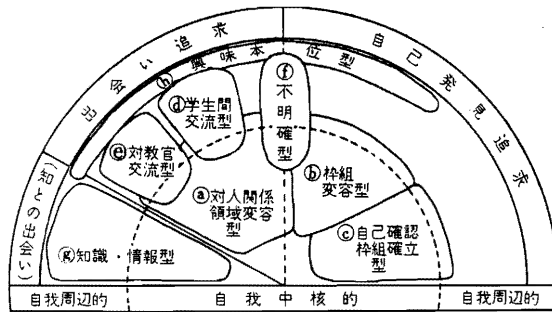 出会い追求
自己発見追求
(知との出会い)
ⓗ興味本位型
ⓕ不明確型
ⓓ学生間
交流型
ⓔ対教官
交流型
ⓐ対人関係
領域変容
型
ⓑ枠組
変容型
ⓒ自己確認
枠組確立
型
ⓖ知識・情報型
自我周辺的
自我中核的
自我周辺的